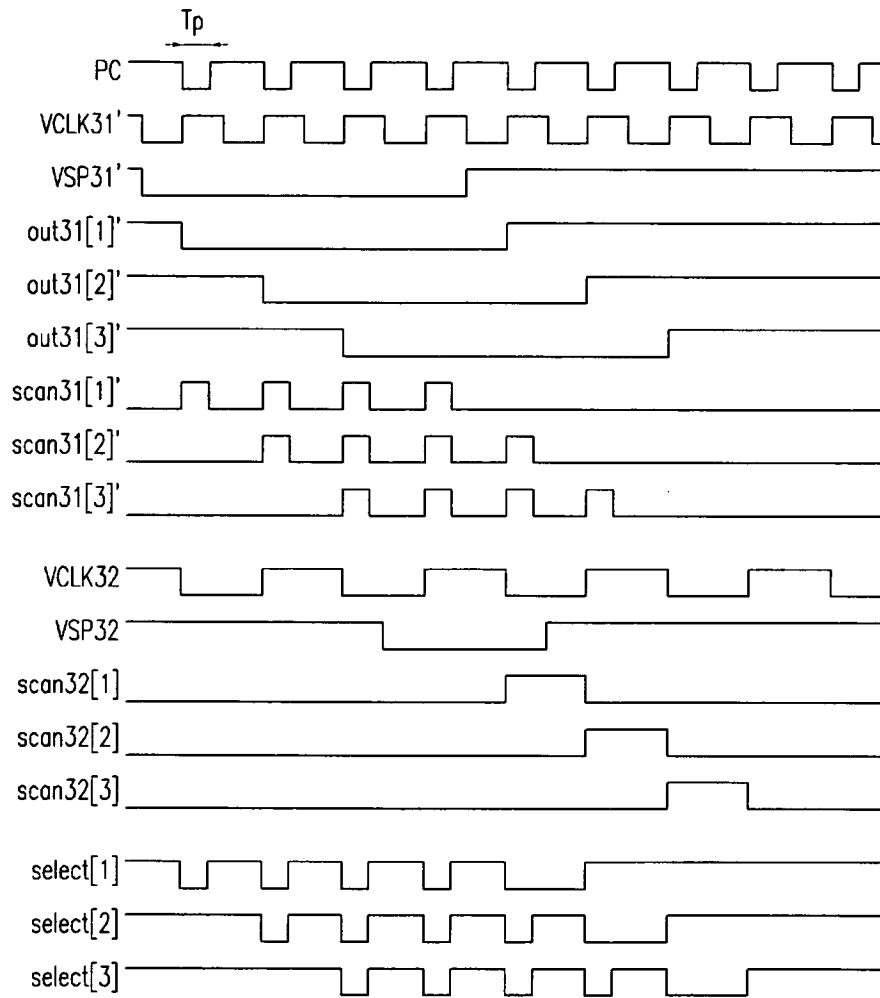 Tp
PC
VCLK31'
VSP31'
out31[1]'
out31[2]'
out31[3]'
scan31[1]'
scan31[2]'
scan31[3]'
VCLK32
VSP32
scan32[1]
scan32[2]
scan32[3]
select[1]
select[2]
select[3]